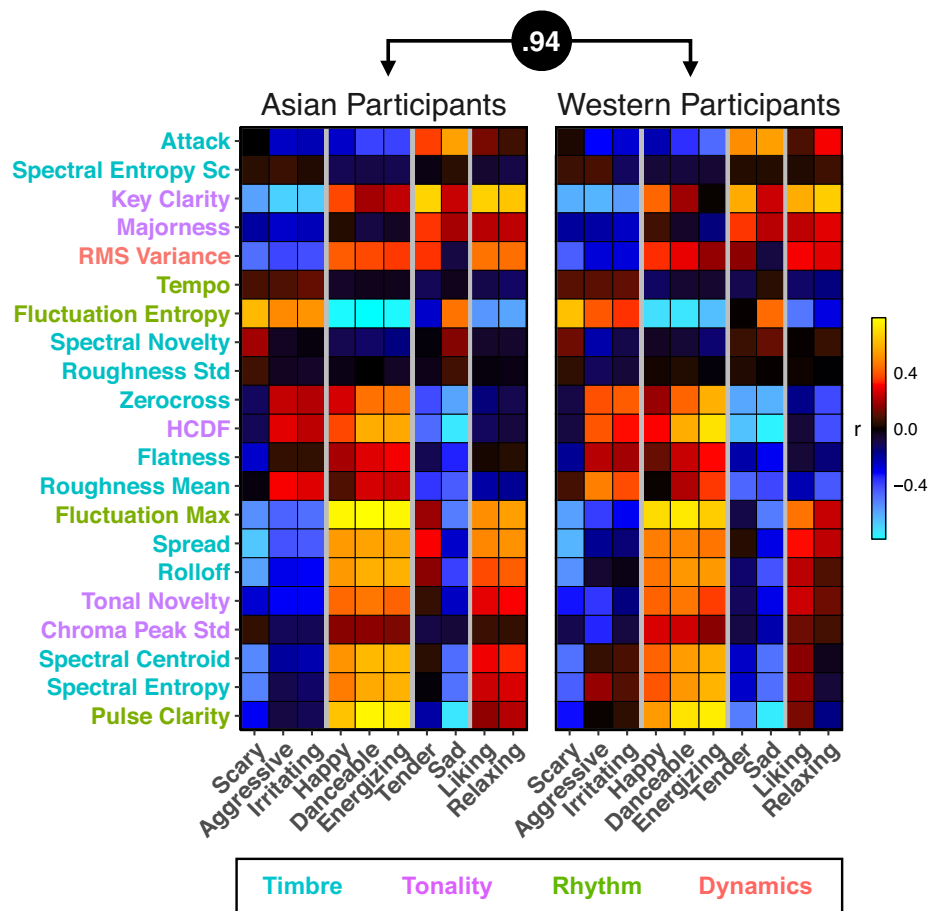 .94
Asian Participants
Western Participants
Attack
Spectral Entropy Sc
Key Clarity
Majorness
RMS Variance
Tempo
Fluctuation Entropy
Spectral Novelty
Roughness Std
Zerocross
HCDF
Flatness
Roughness Mean
Fluctuation Max
Spread
Rolloff
Tonal Novelty
Chroma Peak Std
Spectral Centroid
Spectral Entropy
Pulse Clarity
r
0.4
0.0
−0.4
Scary
Aggressive
Irritating
Happy
Danceable
Energizing
Tender
Sad
Liking
Relaxing
Scary
Aggressive
Irritating
Happy
Danceable
Energizing
Tender
Sad
Liking
Relaxing
Timbre Tonality Rhythm Dynamics